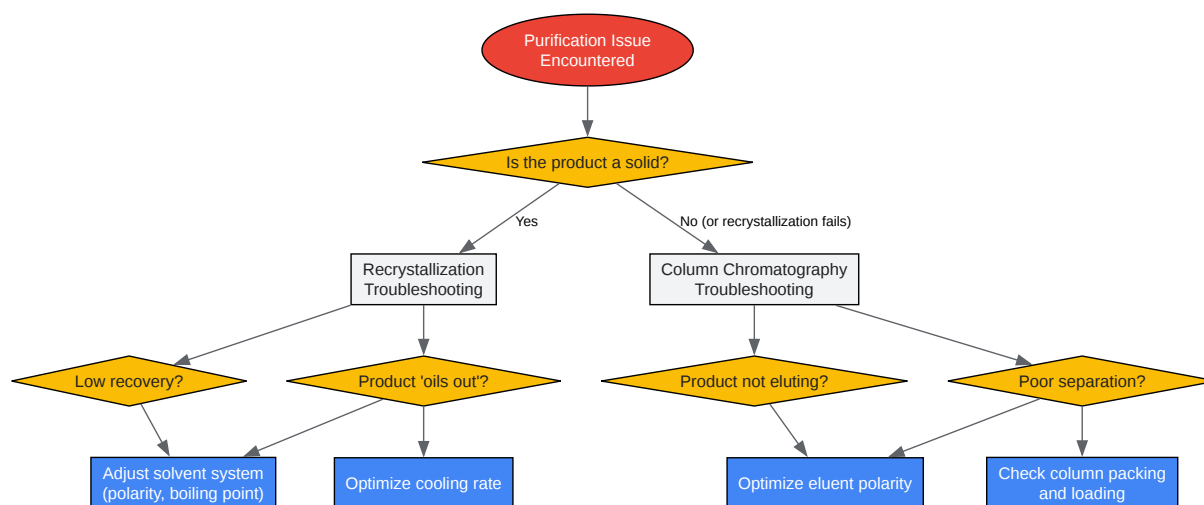 Purification Issue
Encountered
Is the product a solid?
Yes
No (or recrystallization fails)
Recrystallization
Troubleshooting
Column Chromatography
Troubleshooting
Low recovery?
Product 'oils out'?
Product not eluting?
Poor separation?
Adjust solvent system
(polarity, boiling point)
Optimize cooling rate
Optimize eluent polarity
Check column packing
and loading